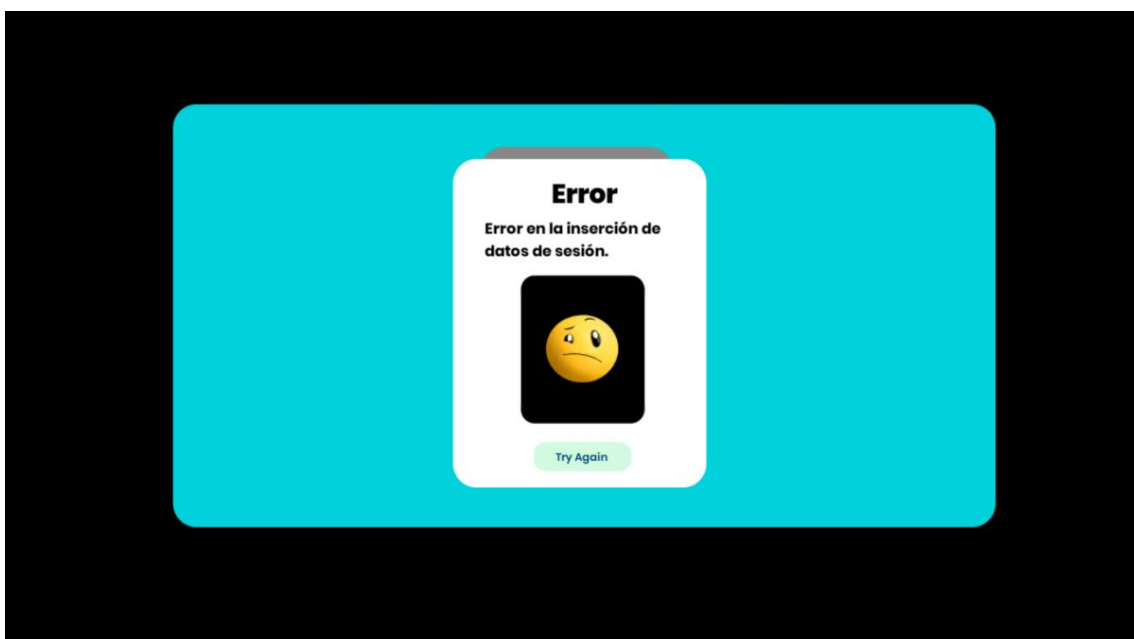 Error
Error en la inserción de
datos de sesión.
Try Again